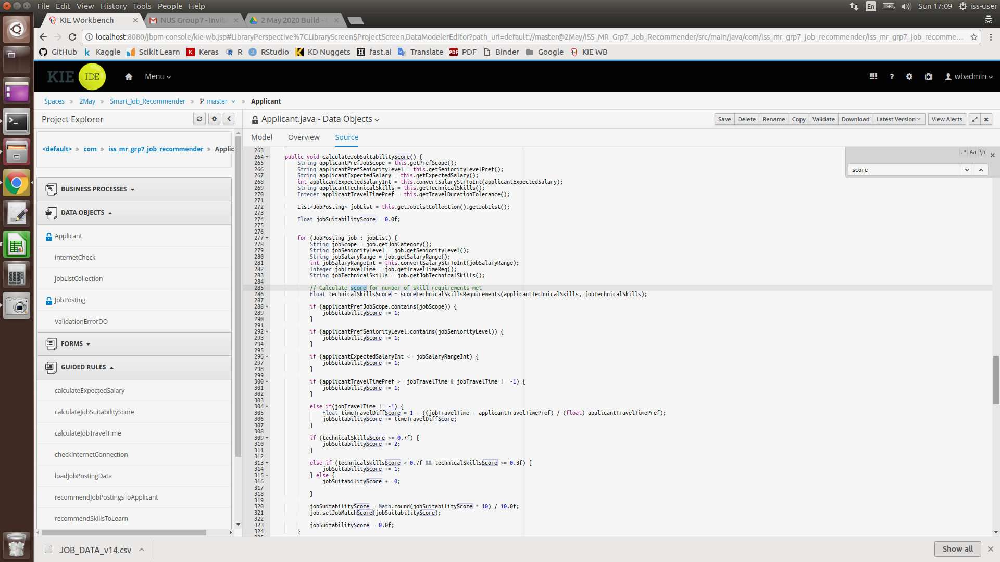 File Edit View History Tools People Help
En
Sun 17:09
iss-user
KIE Workbench
NUS Group7 - Invita
2 May 2020 Build - C
localhost:8080/jbpm-console/kie-wb.jsp#LibraryPerspective%7CLibraryScreen$ProjectScreen,DataModelerEditor?path_uri=default://master@2May/ISS_MR_Grp7_Job_Recommender/src/main/java/com/iss_mr_grp7_job_recommender/iss_mr_grp7_job_recomme...
GitHub Kaggle Scikit Learn Keras R RStudio KD Nuggets fast.ai Translate PDF Binder Google KIE WB
KIE IDE
Menu
wbadmin
Spaces » 2May » Smart_Job_Recommender » master » Applicant
Project Explorer
<default> » com » iss_mr_grp7_job_recommender » Applic
BUSINESS PROCESSES
DATA OBJECTS
Applicant
internetCheck
JobListCollection
JobPosting
ValidationErrorDO
FORMS
GUIDED RULES
calculateExpectedSalary
calculateJobSuitabilityScore
calculateJobTravelTime
checkInternetConnection
loadJobPostingData
recommendJobPostingsToApplicant
recommendSkillsToLearn
Applicant.java - Data Objects
Save Delete Rename Copy Validate Download Latest Version View Alerts
Model Overview Source
.* Aa \b
score
263
264 public void calculateJobSuitabilityScore() {
265 String applicantPrefJobScope = this.getPrefScope();
266 String applicantPrefSeniorityLevel = this.getSeniorityLevelPref();
267 String applicantExpectedSalary = this.getExpectedSalary();
268 int applicantExpectedSalaryInt = this.convertSalaryStrToInt(applicantExpectedSalary);
269 String applicantTechnicalSkills = this.getTechnicalSkills();
270 Integer applicantTravelTimePref = this.getTravelDurationTolerance();
271
272 List<JobPosting> jobList = this.getJobListCollection().getJobList();
273
274 Float jobSuitabilityScore = 0.0f;
275
276
277 for (JobPosting job : jobList) {
278 String jobScope = job.getJobCategory();
279 String jobSeniorityLevel = job.getSeniorityLevel();
280 String jobSalaryRange = job.getSalaryRange();
281 int jobSalaryRangeInt = this.convertSalaryStrToInt(jobSalaryRange);
282 Integer jobTravelTime = job.getTravelTimeReq();
283 String jobTechnicalSkills = job.getJobTechnicalSkills();
284
285 // Calculate score for number of skill requirements met
286 Float technicalSkillsScore = scoreTechnicalSkillsRequirements(applicantTechnicalSkills, jobTechnicalSkills);
287
288 if (applicantPrefJobScope.contains(jobScope)) {
289 jobSuitabilityScore += 1;
290 }
291
292 if (applicantPrefSeniorityLevel.contains(jobSeniorityLevel)) {
293 jobSuitabilityScore += 1;
294 }
295
296 if (applicantExpectedSalaryInt <= jobSalaryRangeInt) {
297 jobSuitabilityScore += 1;
298 }
299
300 if (applicantTravelTimePref >= jobTravelTime & jobTravelTime != -1) {
301 jobSuitabilityScore += 1;
302 }
303
304 else if(jobTravelTime != -1) {
305 Float timeTravelDiffScore = 1 - ((jobTravelTime - applicantTravelTimePref) / (float) applicantTravelTimePref);
306 jobSuitabilityScore += timeTravelDiffScore;
307 }
308
309 if (technicalSkillsScore >= 0.7f) {
310 jobSuitabilityScore += 2;
311 }
312
313 else if (technicalSkillsScore < 0.7f && technicalSkillsScore >= 0.3f) {
314 jobSuitabilityScore += 1;
315 } else {
316 jobSuitabilityScore += 0;
317
318 }
319
320 jobSuitabilityScore = Math.round(jobSuitabilityScore * 10) / 10.0f;
321 job.setJobMatchScore(jobSuitabilityScore);
322
323 jobSuitabilityScore = 0.0f;
324 }
JOB_DATA_v14.csv
Show all